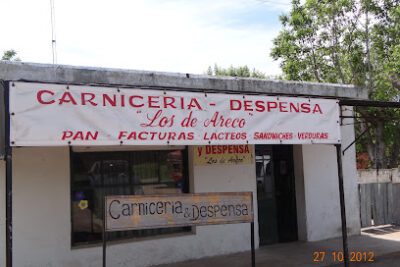 CARNICERIA - DESPENSA
"Los de Areco"
PAN FACTURAS LACTEOS SANDWICHES-VERDURAS
Y DESPENSA
"Los de Areco"
Carniceria & Despensa
27 10 2012